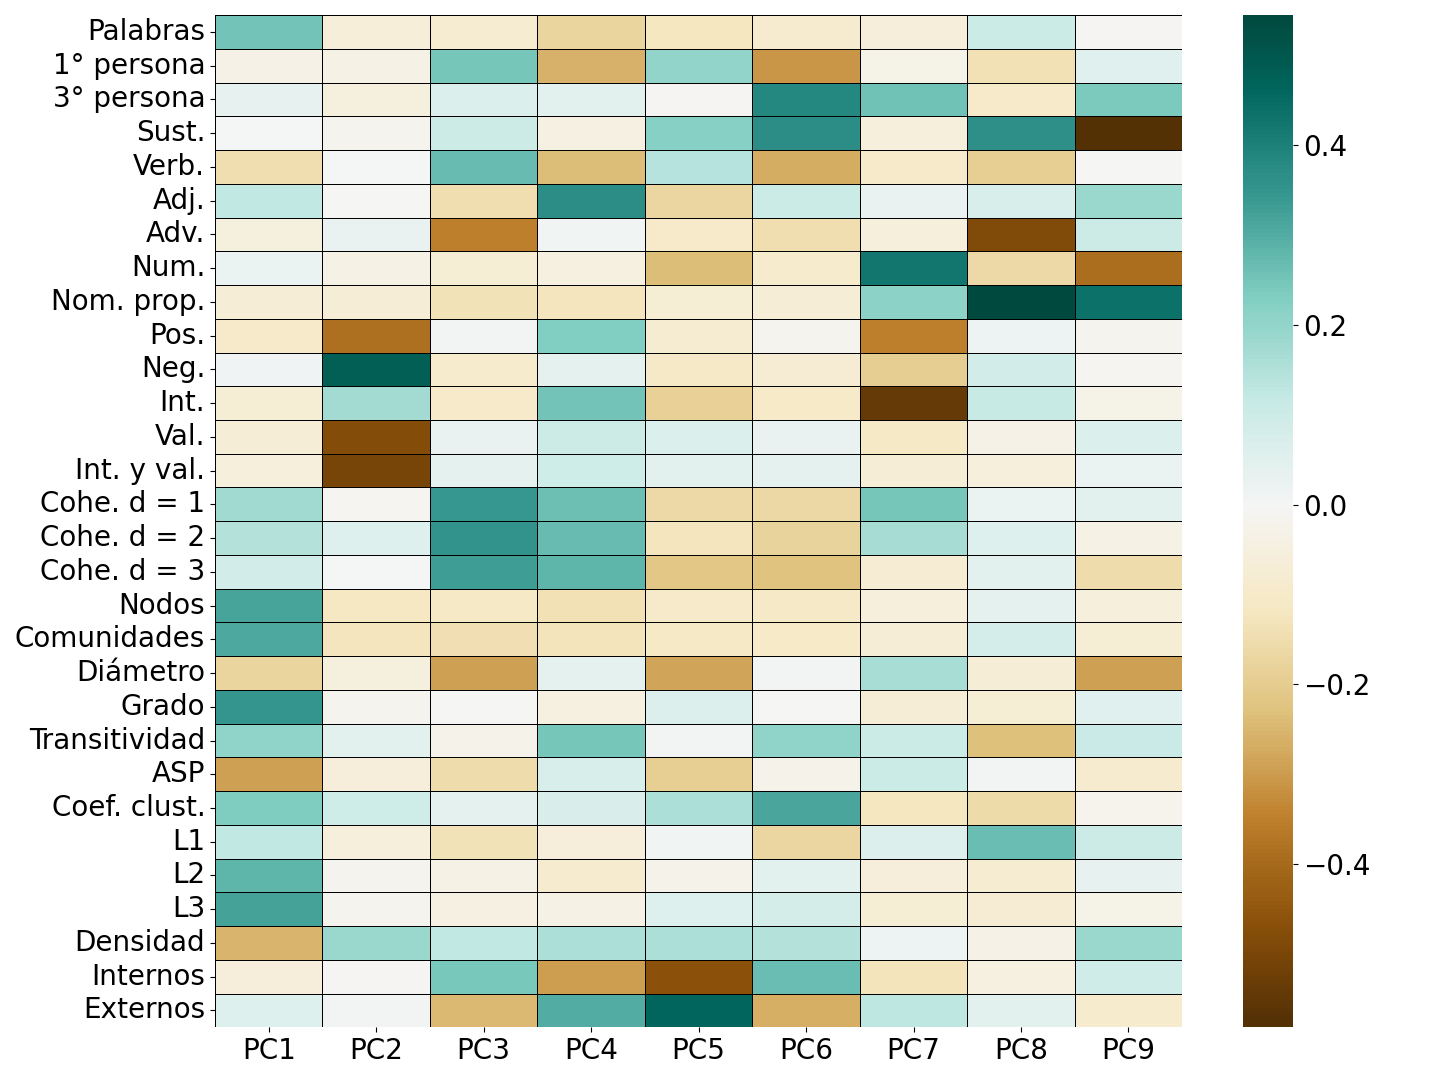 Palabras
1° persona
3° persona
Sust.
Verb.
Adj.
Adv.
Num.
Nom. prop.
Pos.
Neg.
Int.
Val.
Int. y val.
Cohe. d = 1
Cohe. d = 2
Cohe. d = 3
Nodos
Comunidades
Diámetro
Grado
Transitividad
ASP
Coef. clust.
L1
L2
L3
Densidad
Internos
Externos
PC1 PC2 PC3 PC4 PC5 PC6 PC7 PC8 PC9
0.4
0.2
0.0
−0.2
−0.4